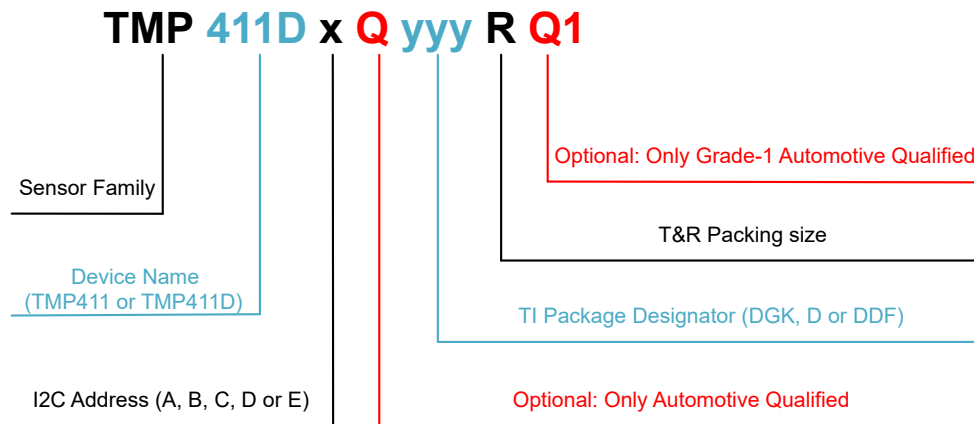 TMP 411D x Q yyy R Q1
Optional: Only Grade-1 Automotive Qualified
Sensor Family
T&R Packing size
Device Name
(TMP411 or TMP411D)
TI Package Designator (DGK, D or DDF)
I2C Address (A, B, C, D or E)
Optional: Only Automotive Qualified